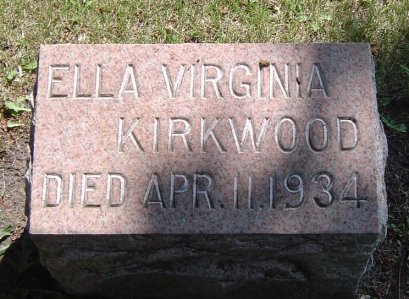 ELLA VIRGINIA
KIRKWOOD
DIED APR. 11. 1934